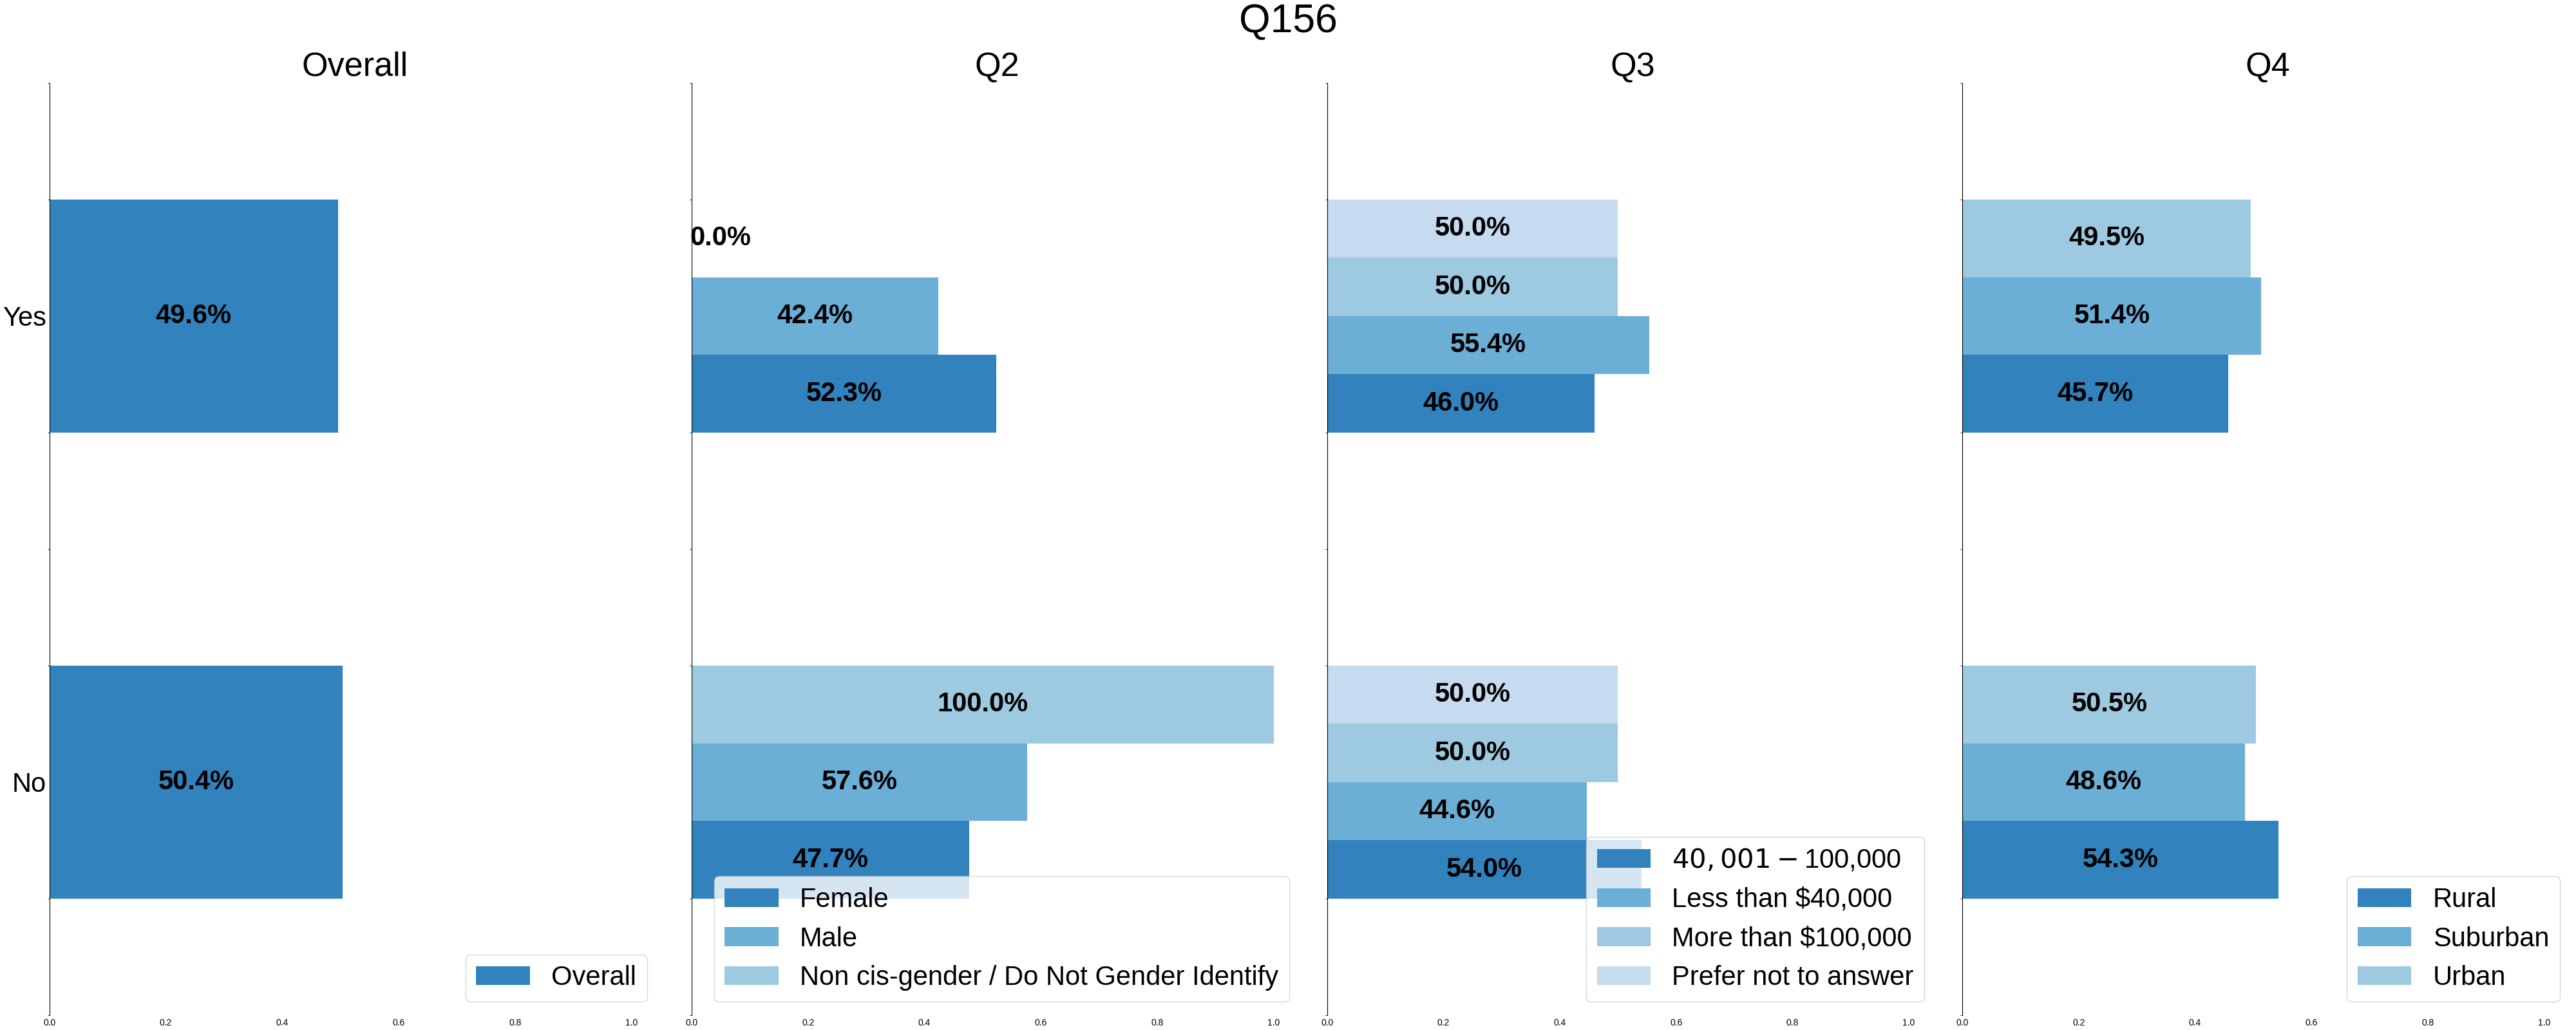 Q156
Overall
Yes
49.6%
No
50.4%
Overall
0.0 0.2 0.4 0.6 0.8 1.0
Q2
0.0%
42.4%
52.3%
100.0%
57.6%
47.7%
Female
Male
Non cis-gender / Do Not Gender Identify
0.0 0.2 0.4 0.6 0.8 1.0
Q3
50.0%
50.0%
55.4%
46.0%
50.0%
50.0%
44.6%
54.0%
40,001 - 100,000
Less than $40,000
More than $100,000
Prefer not to answer
0.0 0.2 0.4 0.6 0.8 1.0
Q4
49.5%
51.4%
45.7%
50.5%
48.6%
54.3%
Rural
Suburban
Urban
0.0 0.2 0.4 0.6 0.8 1.0